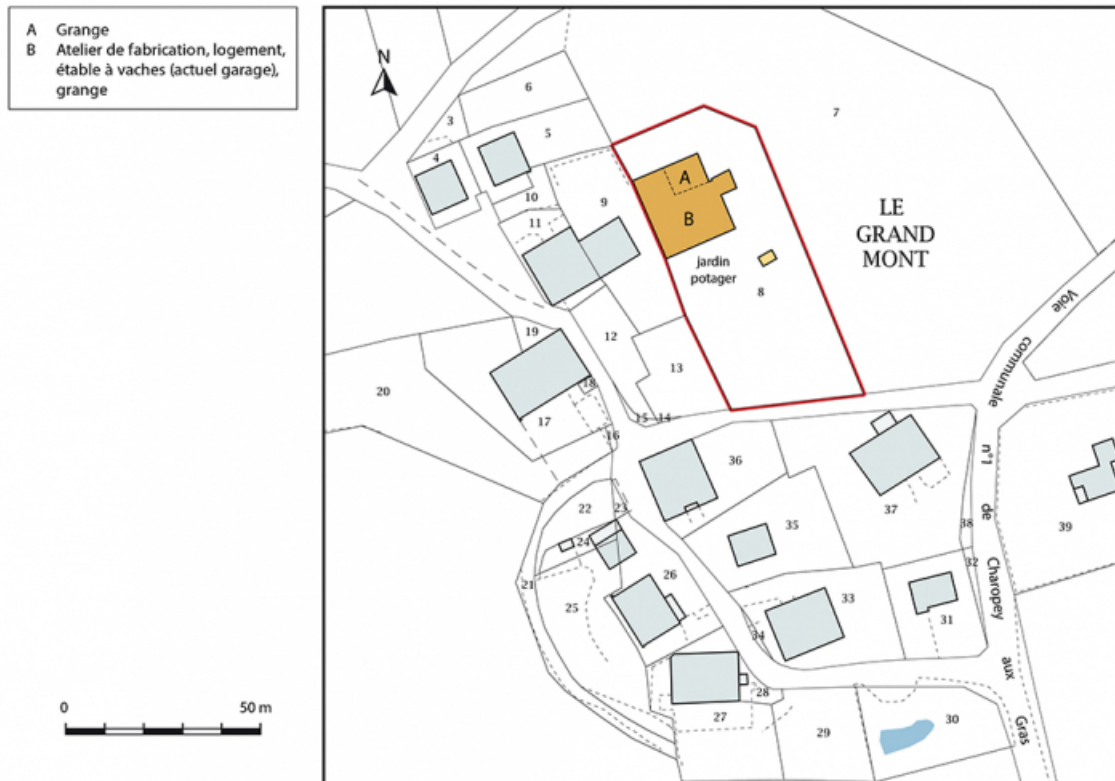 A Grange
B Atelier de fabrication, logement,
étable à vaches (actuel garage),
grange
N
6
7
3
5
4
10
9
11
A
B
LE
GRAND
MONT
jardin
potager
8
Voie
communale
n°1
de
Charopey
aux
Gras
19
12
13
20
18
17
15
14
16
36
37
22
23
35
38
39
24
21
26
32
25
33
31
34
28
27
30
29
0 50 m